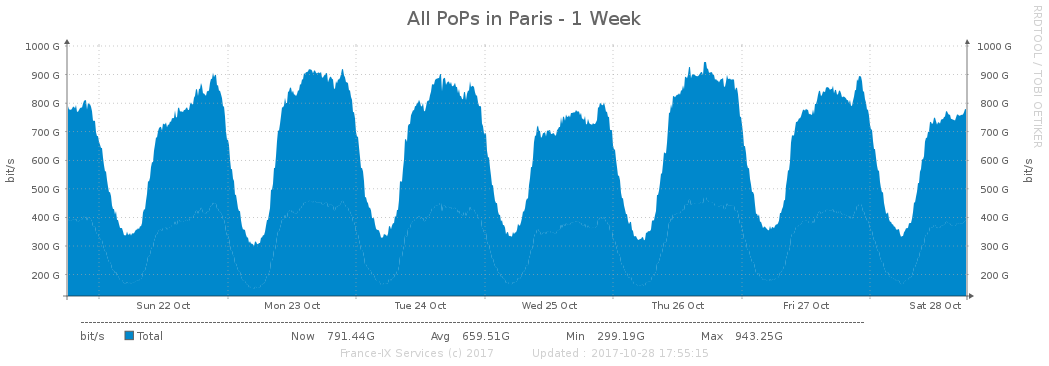 All PoPs in Paris - 1 Week
RRDTOOL / TOBI OETIKER
bit/s
1000 G 1000 G
900 G 900 G
800 G 800 G
700 G 700 G
600 G 600 G
500 G 500 G
400 G 400 G
300 G 300 G
200 G 200 G
bit/s
Sun 22 Oct Mon 23 Oct Tue 24 Oct Wed 25 Oct Thu 26 Oct Fri 27 Oct Sat 28 Oct
bit/s Total Now 791.44G Avg 659.51G Min 299.19G Max 943.25G
France-IX Services (c) 2017 Updated : 2017-10-28 17:55:15